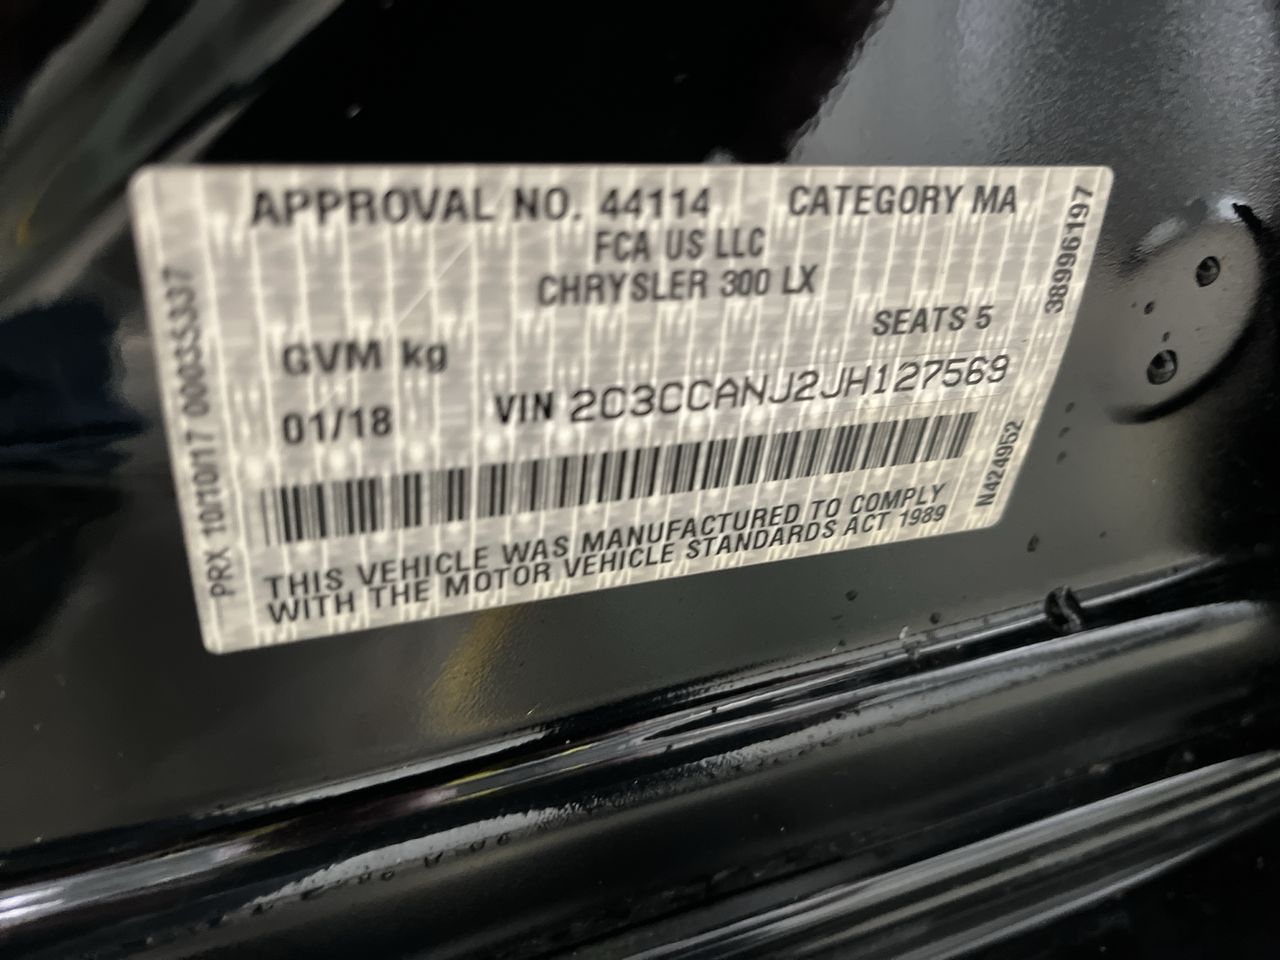 APPROVAL NO. 44114 CATEGORY MA
FCA US LLC
CHRYSLER 300 LX
SEATS 5
GVM kg
01/18 VIN 2C3CCANJ2JH127569
THIS VEHICLE WAS MANUFACTURED TO COMPLY
WITH THE MOTOR VEHICLE STANDARDS ACT 1989
PRX 10/10/17 00035337
38996197
N424952